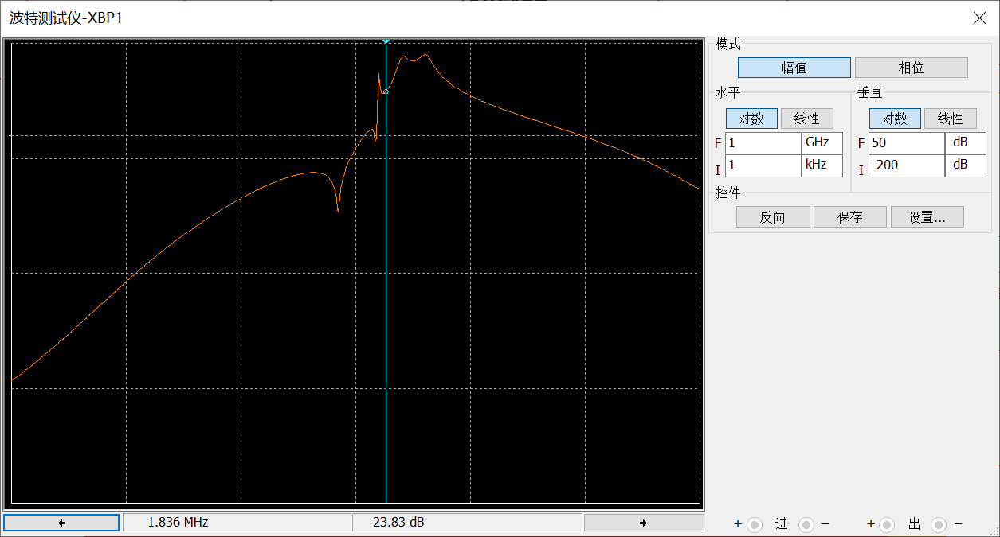 波特测试仪-XBP1
模式
幅值 相位
水平 垂直
对数 线性 对数 线性
F 1 GHz F 50 dB
I 1 kHz I -200 dB
控件
反向 保存 设置...
1.836 MHz 23.83 dB
+ 进 − + 出 −